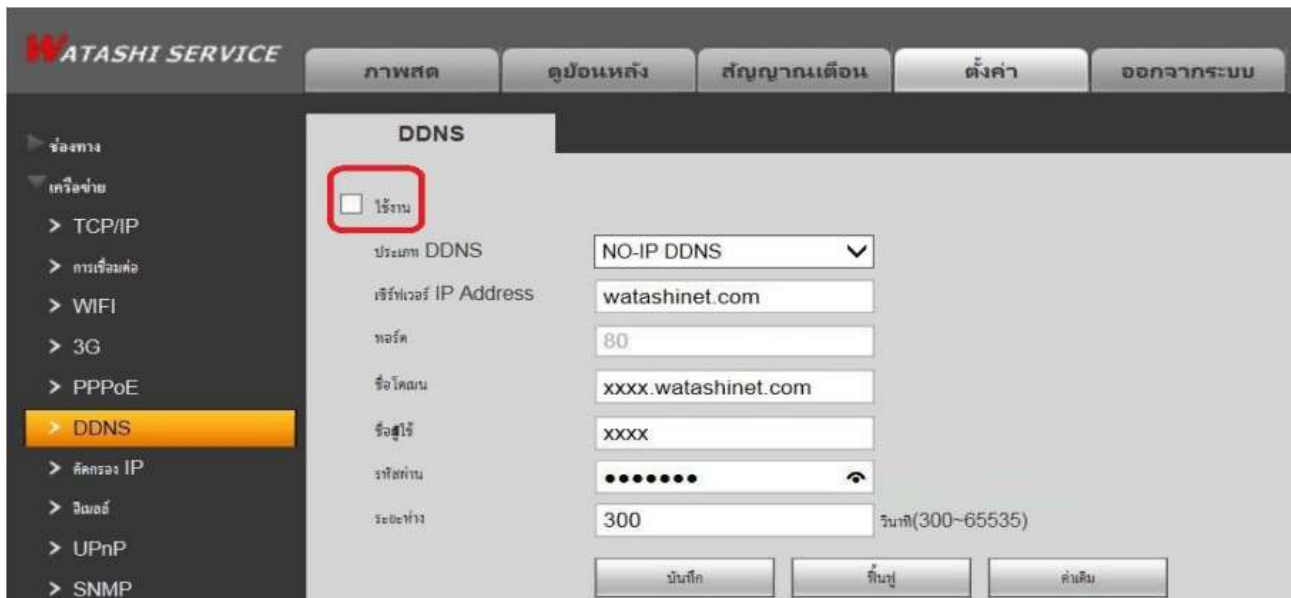 WATASHI SERVICE
ภาพสด
ดูย้อนหลัง
สัญญาณเตือน
ตั้งค่า
ออกจากระบบ
ช่องทาง
เครือข่าย
> TCP/IP
> การเชื่อมต่อ
> WIFI
> 3G
> PPPoE
> DDNS
> คัดกรอง IP
> อีเมลล์
> UPnP
> SNMP
DDNS
ใช้งาน
ประเภท DDNS
NO-IP DDNS
เซิร์ฟเวอร์ IP Address
watashinet.com
พอร์ต
80
ชื่อโดเมน
xxxx.watashinet.com
ชื่อผู้ใช้
xxxx
รหัสผ่าน
●●●●●●●
ระยะห่าง
300
วินาที(300~65535)
บันทึก
ฟื้นฟู
ค่าเดิม